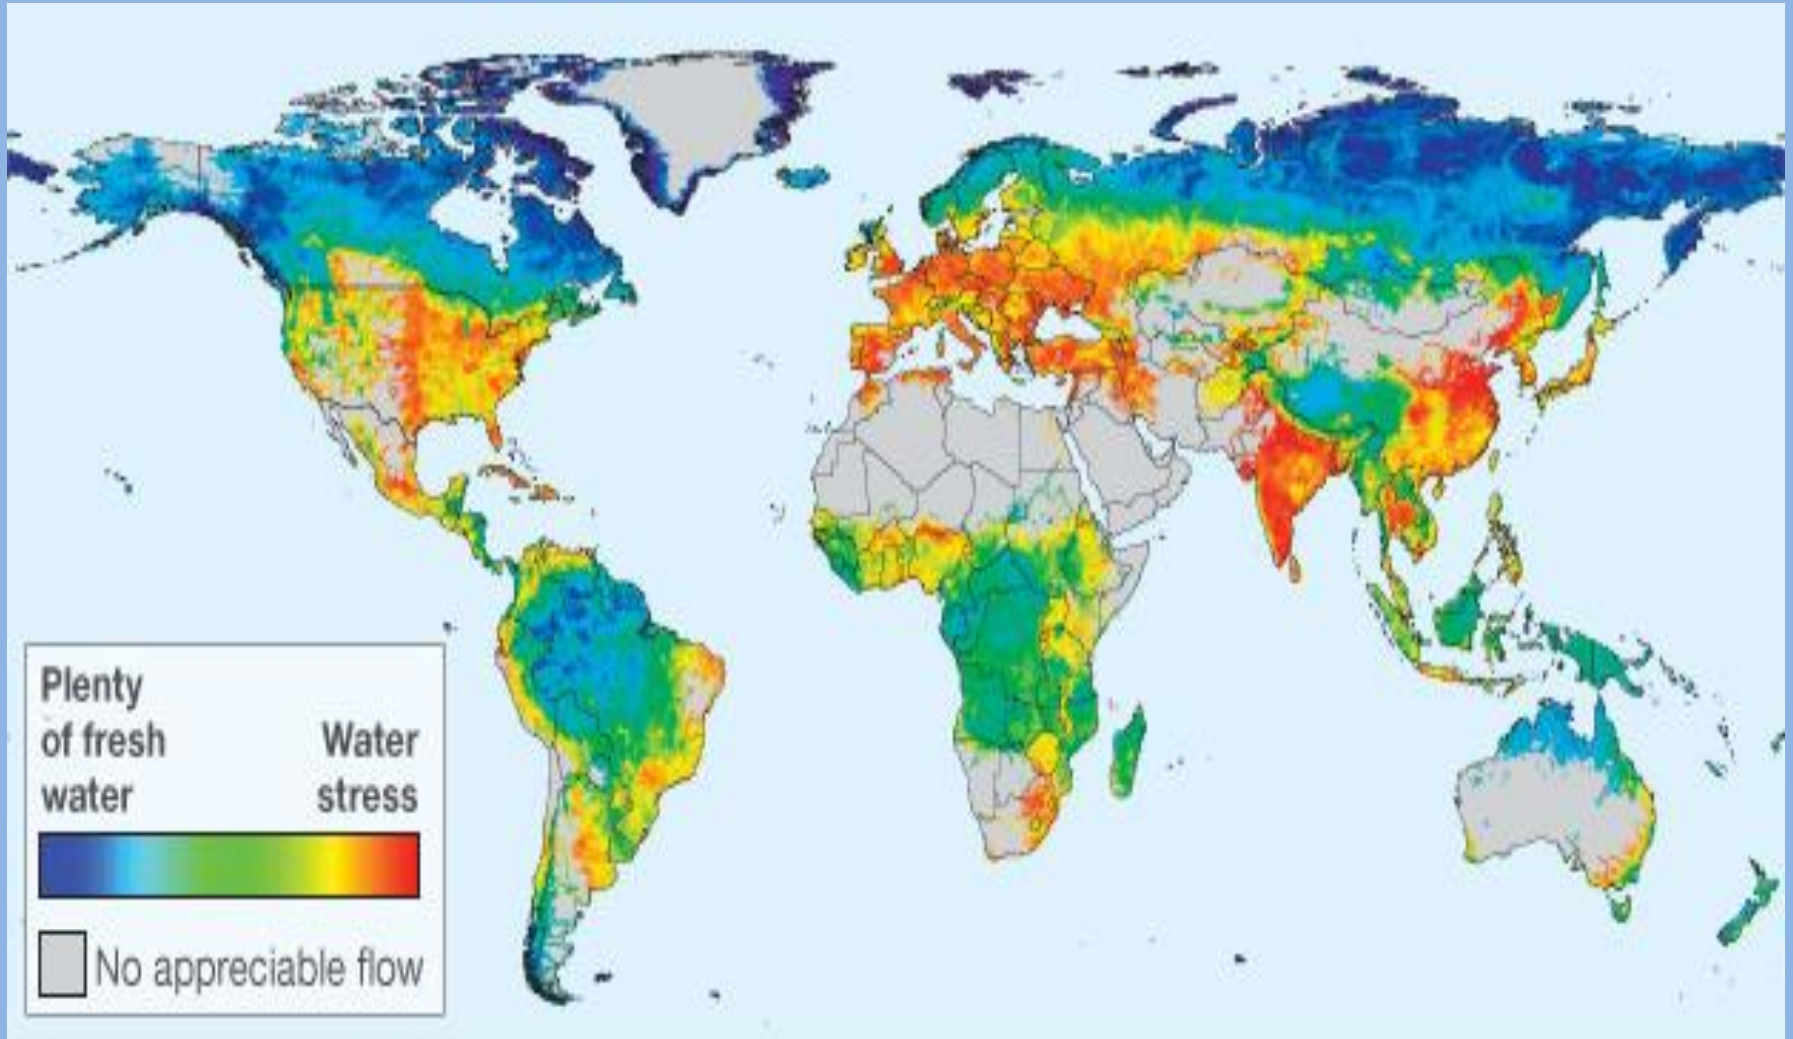 Plenty
of fresh
water
Water
stress
No appreciable flow